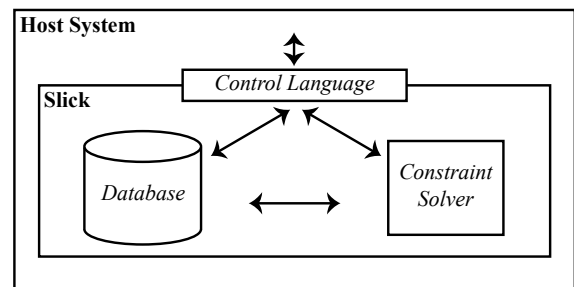 Host System
Control Language
Slick
Database
Constraint
Solver